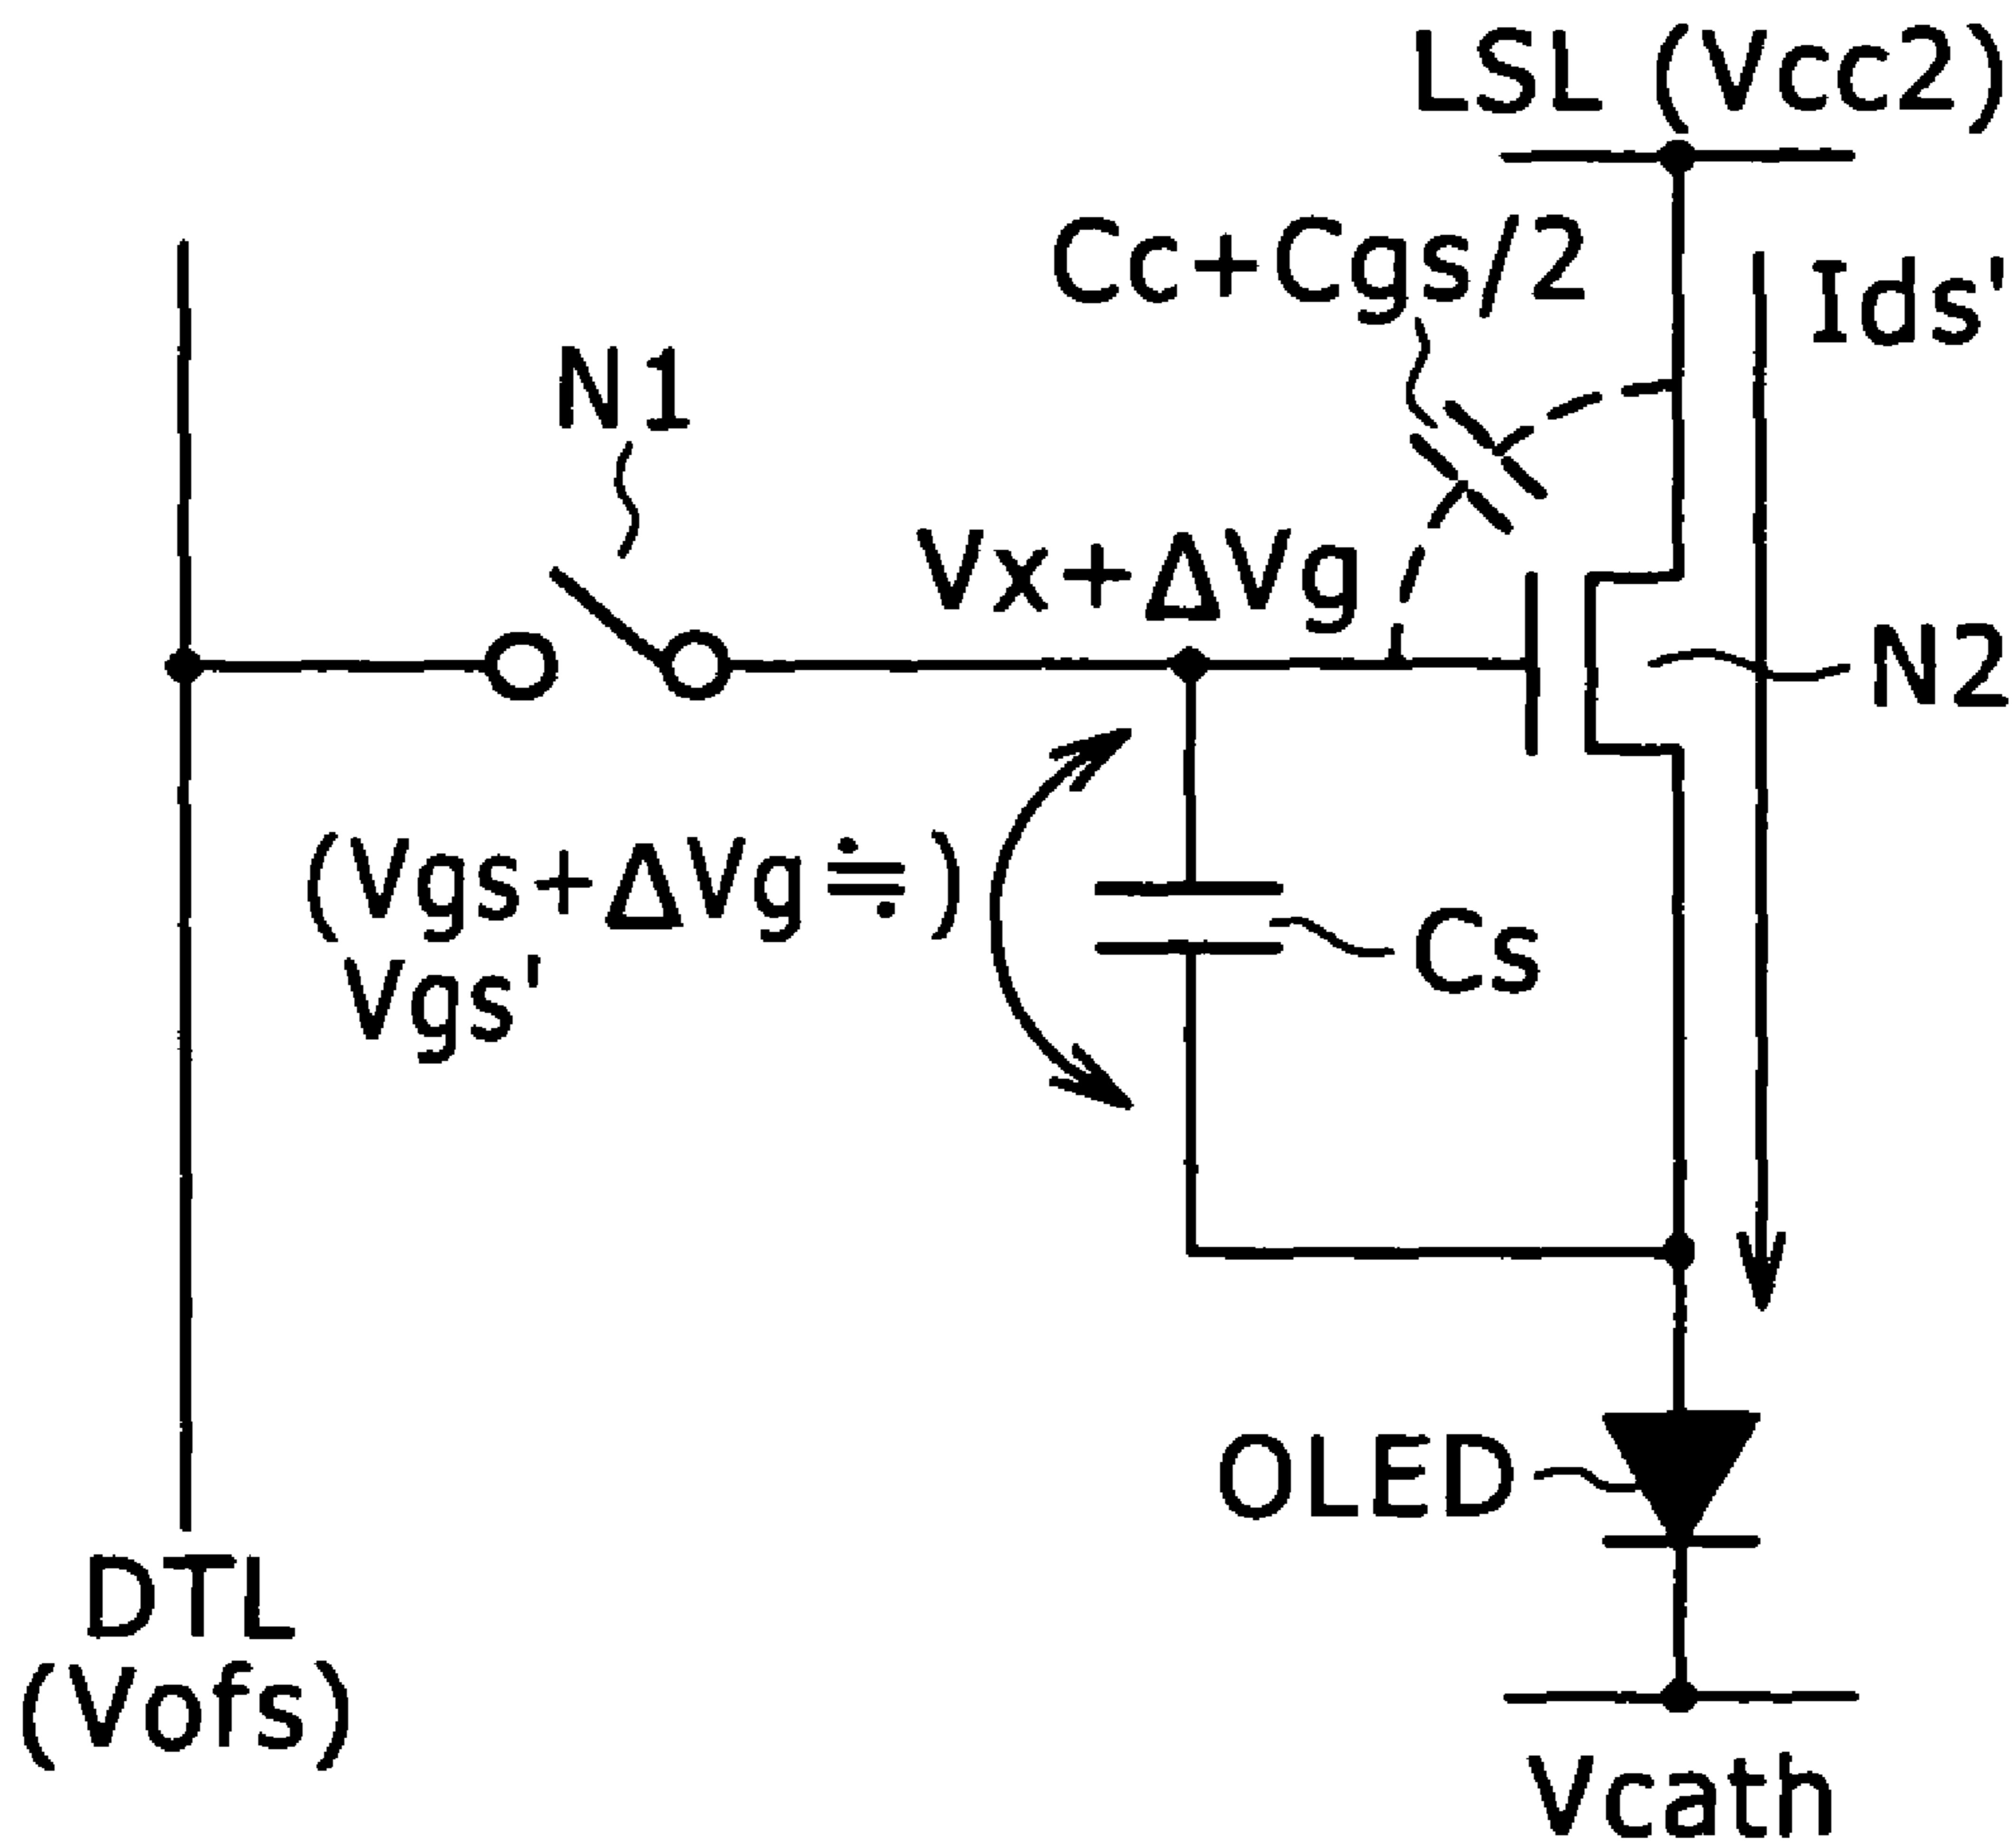 LSL (Vcc2)
Cc+Cgs/2
Ids'
N1
Vx+ΔVg
N2
(Vgs+ΔVg≒)
Vgs'
Cs
OLED
DTL
(Vofs)
Vcath